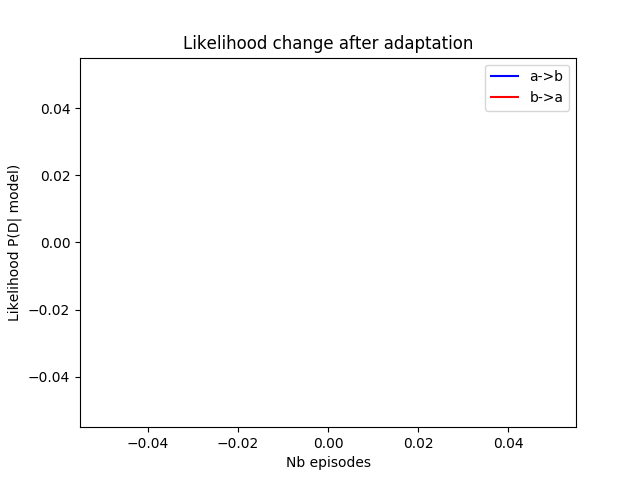 Likelihood change after adaptation
a->b
b->a
0.04
0.02
0.00
−0.02
−0.04
Likelihood P(D| model)
−0.04
−0.02
0.00
0.02
0.04
Nb episodes